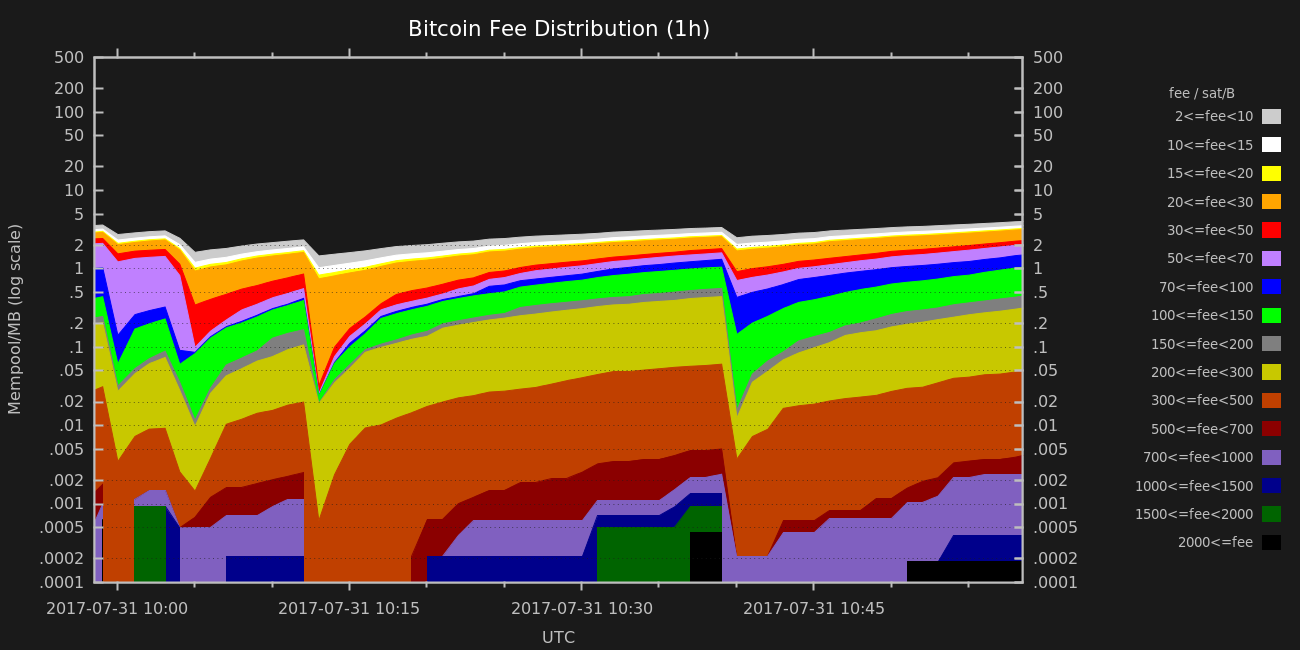 Bitcoin Fee Distribution (1h)
500 500
200 200
100 100
50 50
20 20
10 10
5 5
2 2
1 1
.5 .5
.2 .2
.1 .1
.05 .05
.02 .02
.01 .01
.005 .005
.002 .002
.001 .001
.0005 .0005
.0002 .0002
.0001 .0001
Mempool/MB (log scale)
2017-07-31 10:00 2017-07-31 10:15 2017-07-31 10:30 2017-07-31 10:45
UTC
fee / sat/B
2<=fee<10
10<=fee<15
15<=fee<20
20<=fee<30
30<=fee<50
50<=fee<70
70<=fee<100
100<=fee<150
150<=fee<200
200<=fee<300
300<=fee<500
500<=fee<700
700<=fee<1000
1000<=fee<1500
1500<=fee<2000
2000<=fee